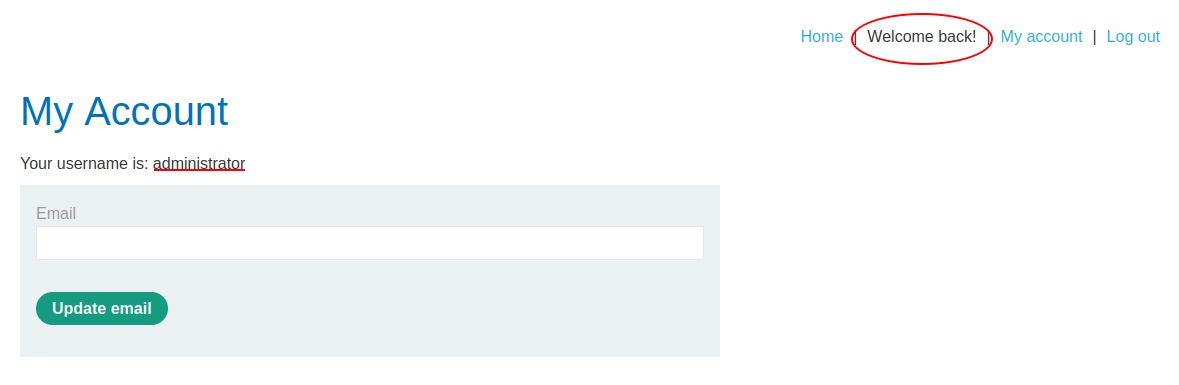 Home | Welcome back! | My account | Log out
My Account
Your username is: administrator
Email
Update email